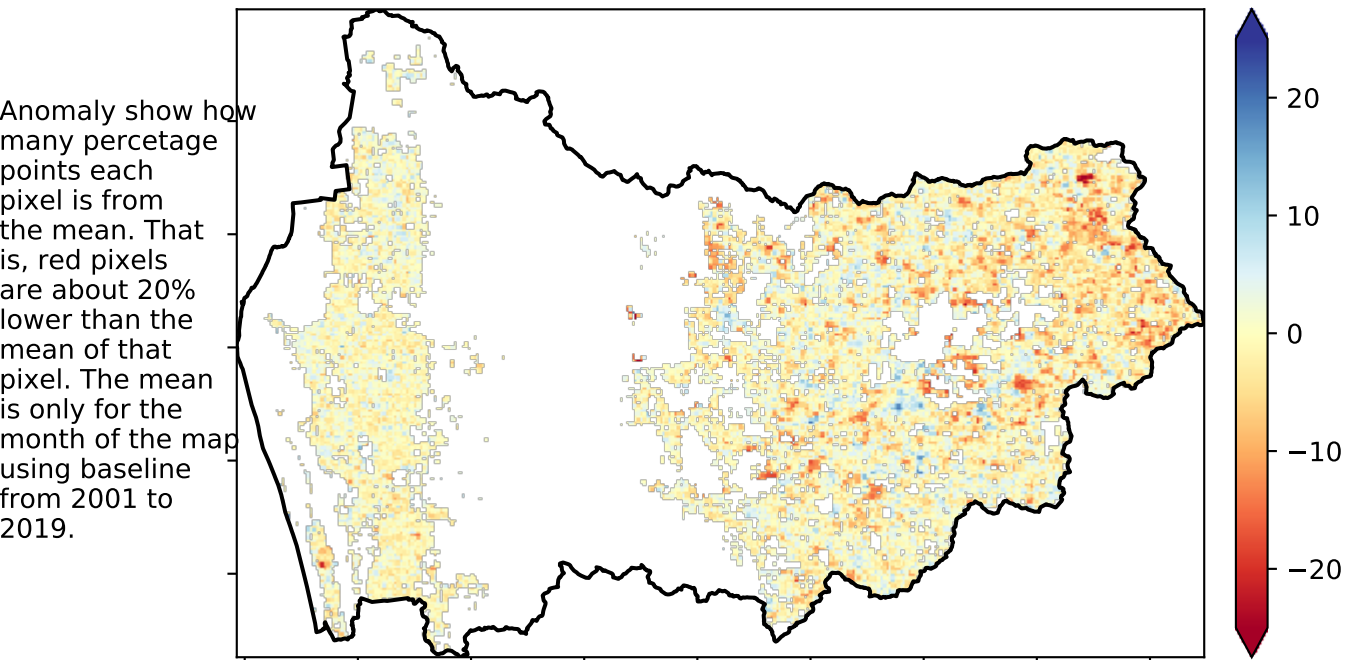 Anomaly show how
many percetage
points each
pixel is from
the mean. That
is, red pixels
are about 20%
lower than the
mean of that
pixel. The mean
is only for the
month of the map
using baseline
from 2001 to
2019.
20
10
0
−10
−20